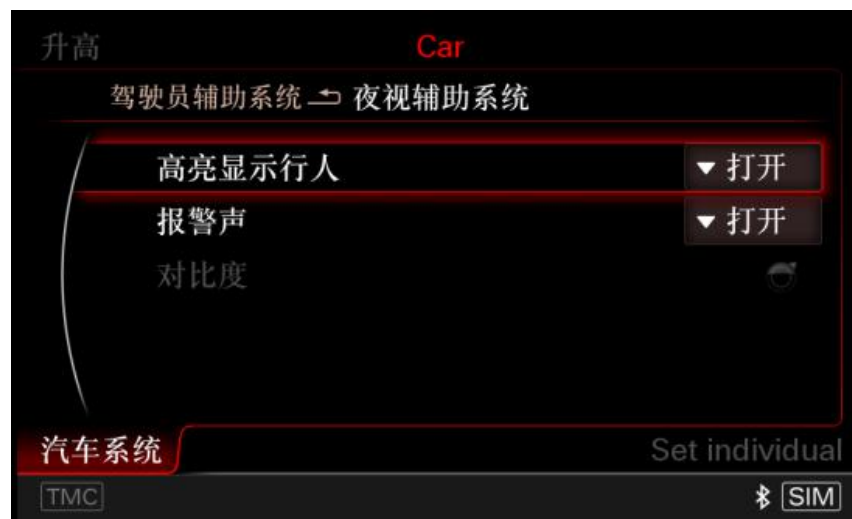 升高 Car
驾驶员辅助系统 夜视辅助系统
高亮显示行人 打开
报警声 打开
对比度
汽车系统 Set individual
TMC SIM